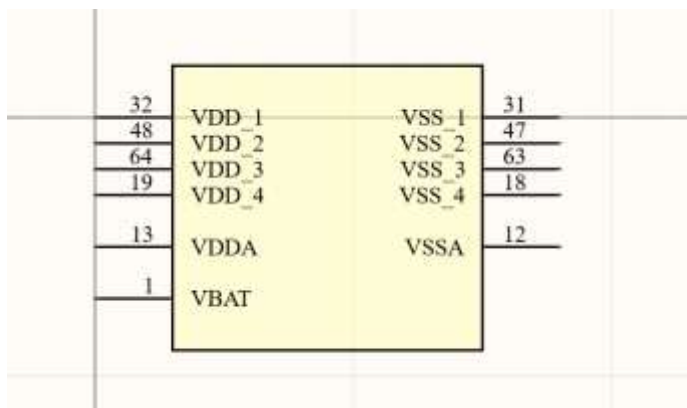 32 VDD_1 VSS_1 31
48 VDD_2 VSS_2 47
64 VDD_3 VSS_3 63
19 VDD_4 VSS_4 18
13 VDDA VSSA 12
1 VBAT